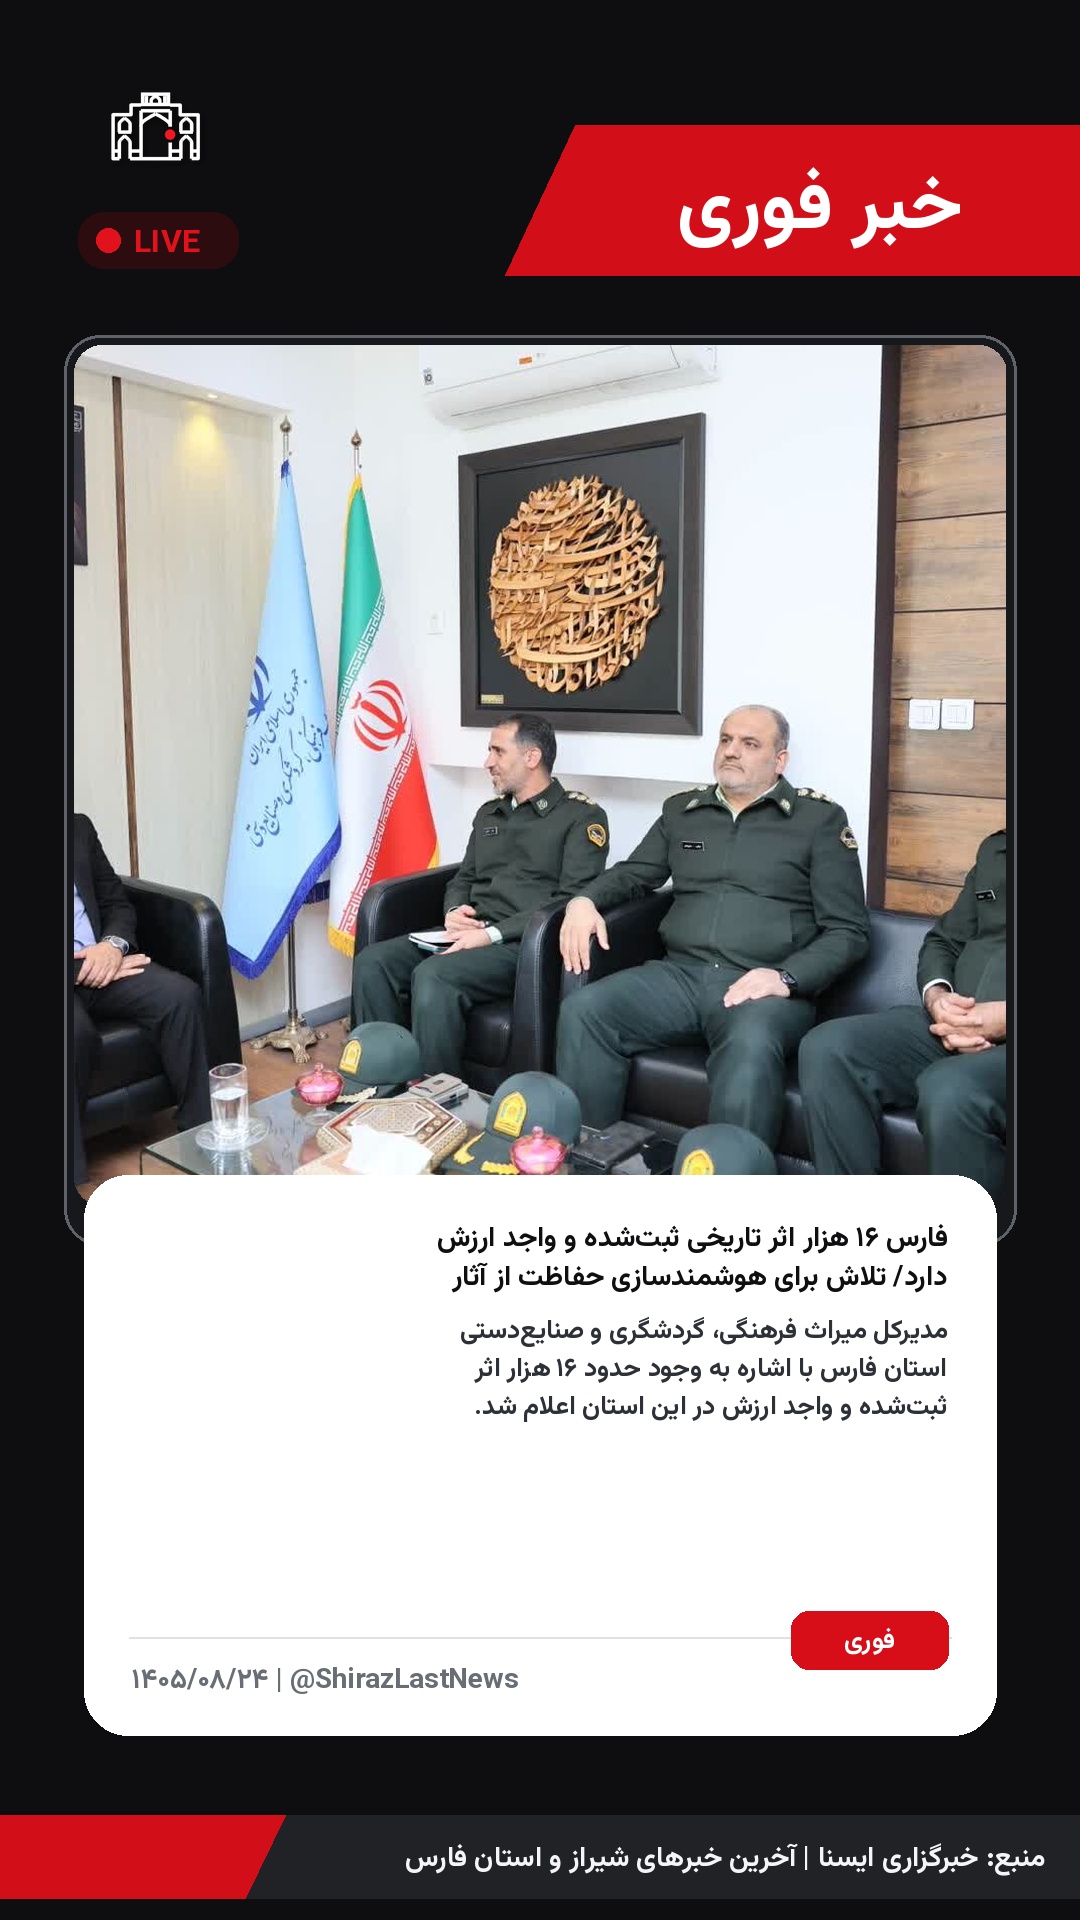 خبر فوری
LIVE
جمهوری اسلامی ایران
فارس ۱۶ هزار اثر تاریخی ثبت‌شده و واجد ارزش
دارد/ تلاش برای هوشمندسازی حفاظت از آثار
مدیرکل میراث فرهنگی، گردشگری و صنایع‌دستی
استان فارس با اشاره به وجود حدود ۱۶ هزار اثر
ثبت‌شده و واجد ارزش در این استان اعلام شد.
فوری
۱۴۰۵/۰۸/۲۴ | @ShirazLastNews
منبع: خبرگزاری ایسنا | آخرین خبرهای شیراز و استان فارس